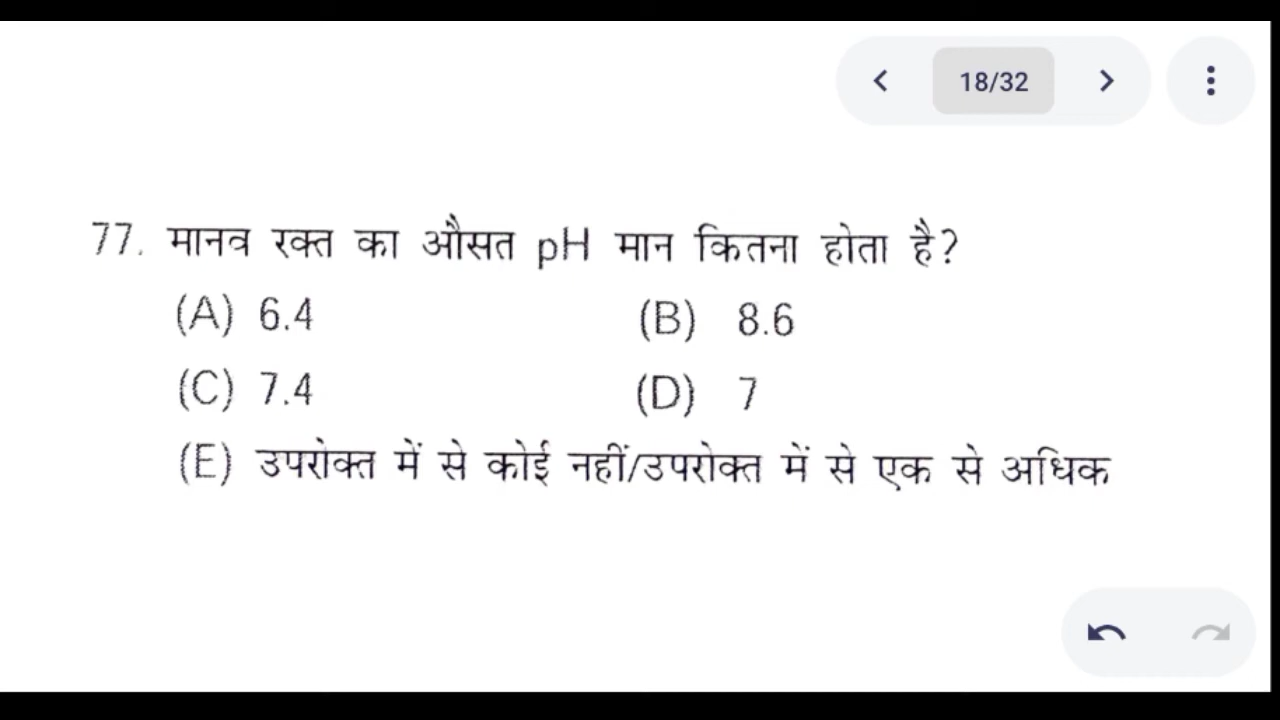 18/32
77. मानव रक्त का औसत pH मान कितना होता है?
(A) 6.4 (B) 8.6
(C) 7.4 (D) 7
(E) उपरोक्त में से कोई नहीं/उपरोक्त में से एक से अधिक